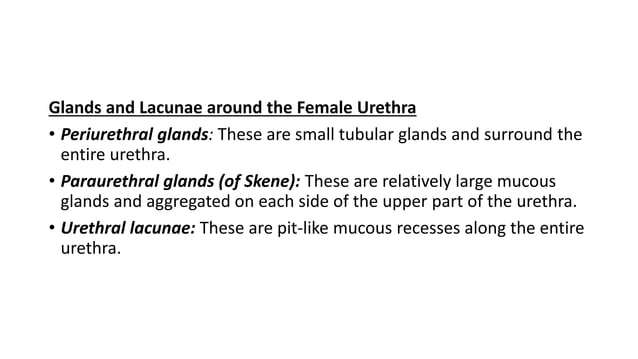 Glands and Lacunae around the Female Urethra
• Periurethral glands: These are small tubular glands and surround the
entire urethra.
• Paraurethral glands (of Skene): These are relatively large mucous
glands and aggregated on each side of the upper part of the urethra.
• Urethral lacunae: These are pit-like mucous recesses along the entire
urethra.